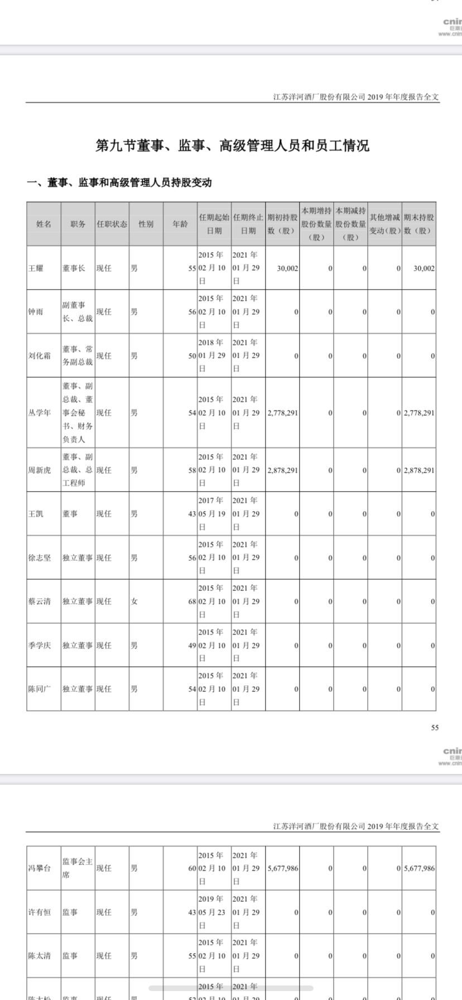 cnin
www.cnin
江苏洋河酒厂股份有限公司 2019 年年度报告全文
第九节董事、监事、高级管理人员和员工情况
一、董事、监事和高级管理人员持股变动
姓名 职务 任职状态 性别 年龄 任期起始日期 任期终止日期 期初持股数（股） 本期增持股份数量（股） 本期减持股份数量（股） 其他增减变动（股） 期末持股数（股）
王耀 董事长 现任 男 55 2015 年 02 月 10 日 2021 年 01 月 29 日 30,002 0 0 0 30,002
钟雨 副董事长、总裁 现任 男 56 2015 年 02 月 10 日 2021 年 01 月 29 日 0 0 0 0 0
刘化霜 董事、常务副总裁 现任 男 50 2018 年 01 月 29 日 2021 年 01 月 29 日 0 0 0 0 0
丛学年 董事、副总裁、董事会秘书、财务负责人 现任 男 54 2015 年 02 月 10 日 2021 年 01 月 29 日 2,778,291 0 0 0 2,778,291
周新虎 董事、副总裁、总工程师 现任 男 58 2015 年 02 月 10 日 2021 年 01 月 29 日 2,878,291 0 0 0 2,878,291
王凯 董事 现任 男 43 2017 年 05 月 19 日 2021 年 01 月 29 日 0 0 0 0 0
徐志坚 独立董事 现任 男 56 2015 年 02 月 10 日 2021 年 01 月 29 日 0 0 0 0 0
蔡云清 独立董事 现任 女 68 2015 年 02 月 10 日 2021 年 01 月 29 日 0 0 0 0 0
季学庆 独立董事 现任 男 49 2015 年 02 月 10 日 2021 年 01 月 29 日 0 0 0 0 0
陈同广 独立董事 现任 男 54 2015 年 02 月 10 日 2021 年 01 月 29 日 0 0 0 0 0
55
cnin
www.cnin
江苏洋河酒厂股份有限公司 2019 年年度报告全文
冯攀台 监事会主席 现任 男 60 2015 年 02 月 10 日 2021 年 01 月 29 日 5,677,986 0 0 0 5,677,986
许有恒 监事 现任 男 43 2019 年 05 月 23 日 2021 年 01 月 29 日 0 0 0 0 0
陈太清 监事 现任 男 55 2015 年 02 月 10 日 2021 年 01 月 29 日 0 0 0 0 0
陈太松 监事 现任 男 52 2015 年 02 月 10 2021 年 01 月 29 0 0 0 0 0